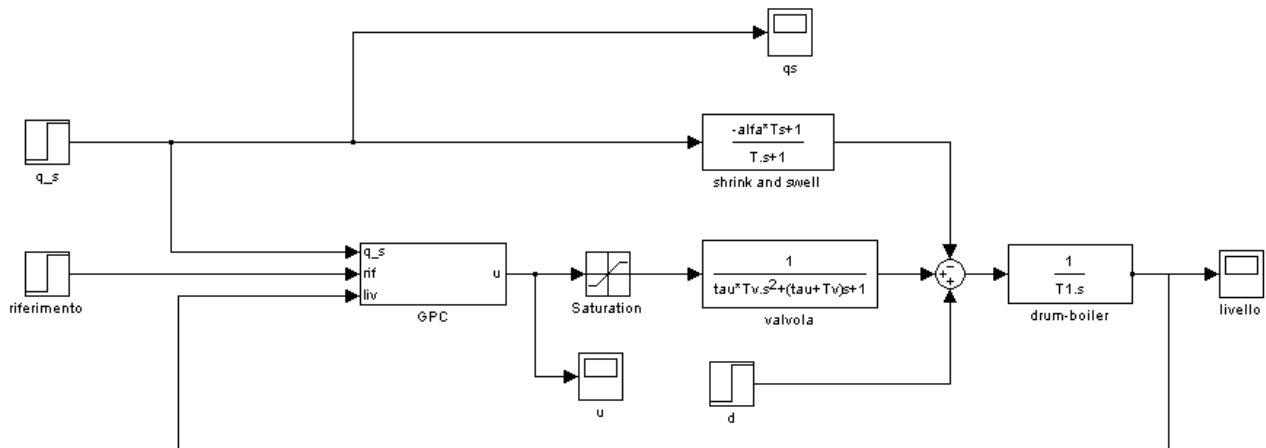 qs
q_s
-alfa*Ts+1
T.s+1
shrink and swell
riferimento
q_s
rif
liv
u
GPC
Saturation
1
tau*Tv.s²+(tau+Tv)s+1
valvola
−
+
+
1
T1.s
drum-boiler
livello
u
d